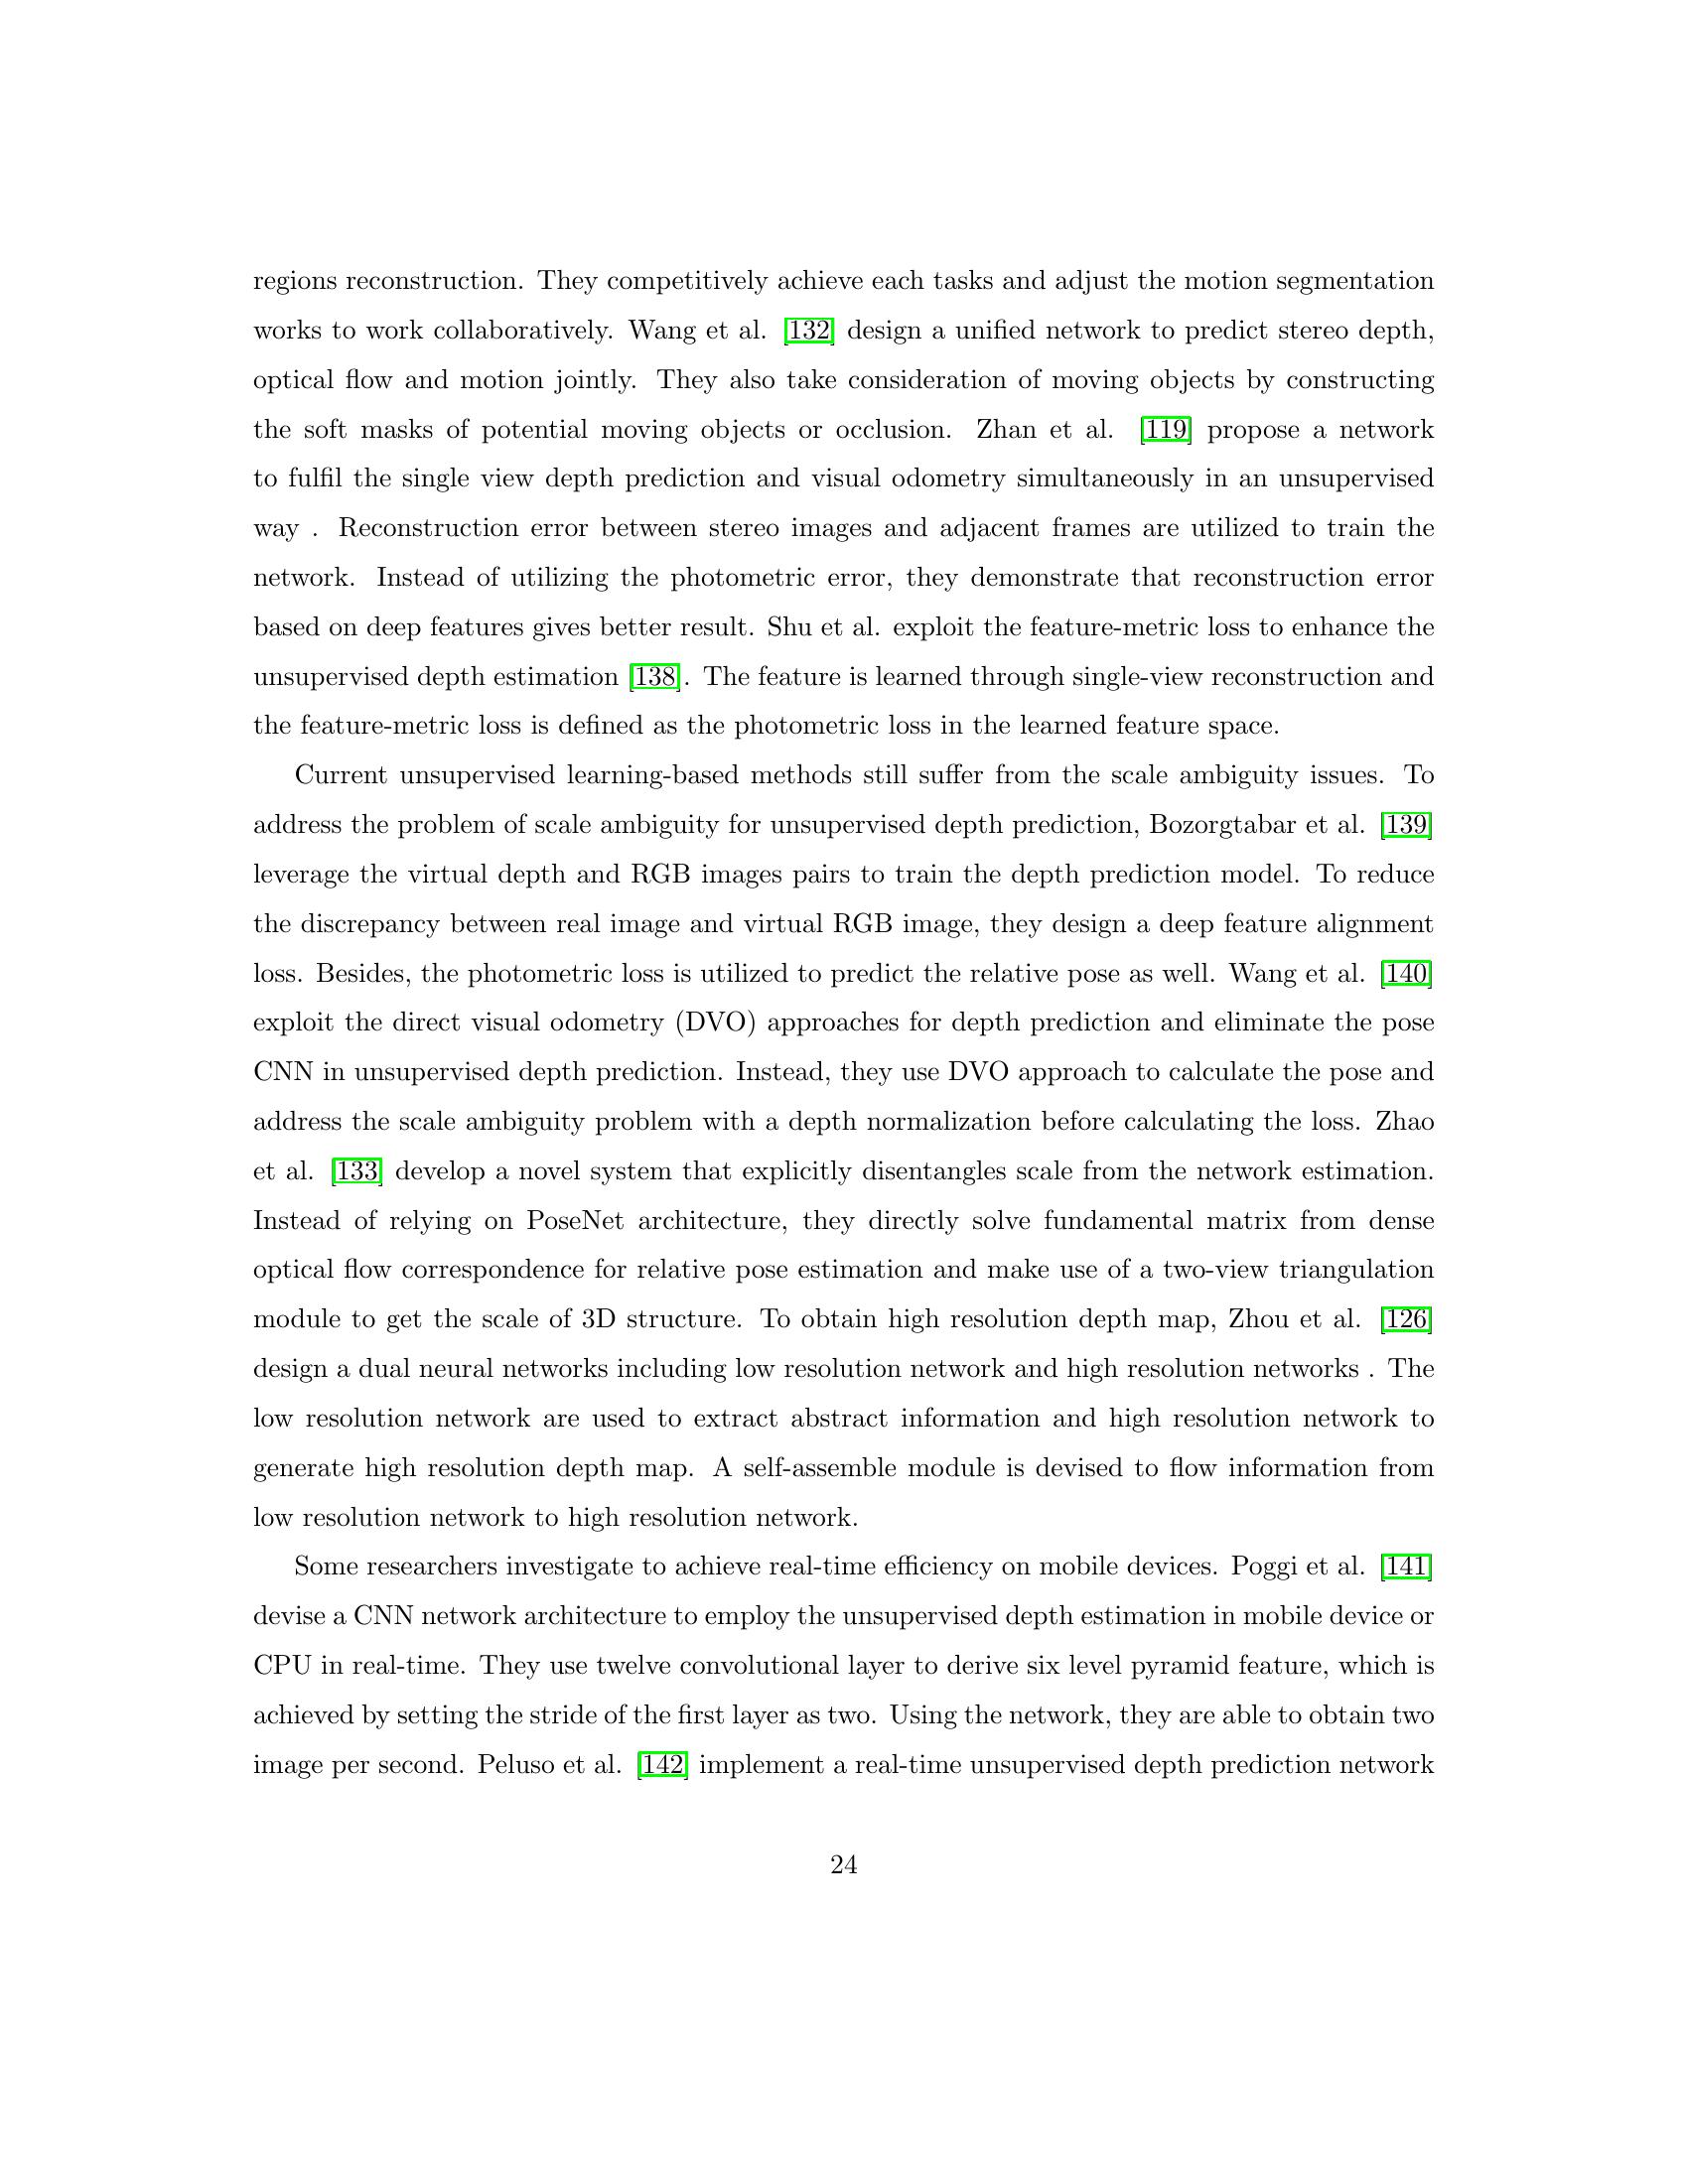 regions reconstruction. They competitively achieve each tasks and adjust the motion segmentation
works to work collaboratively. Wang et al. [132] design a unified network to predict stereo depth,
optical flow and motion jointly. They also take consideration of moving objects by constructing
the soft masks of potential moving objects or occlusion. Zhan et al. [119] propose a network
to fulfil the single view depth prediction and visual odometry simultaneously in an unsupervised
way . Reconstruction error between stereo images and adjacent frames are utilized to train the
network. Instead of utilizing the photometric error, they demonstrate that reconstruction error
based on deep features gives better result. Shu et al. exploit the feature-metric loss to enhance the
unsupervised depth estimation [138]. The feature is learned through single-view reconstruction and
the feature-metric loss is defined as the photometric loss in the learned feature space.
Current unsupervised learning-based methods still suffer from the scale ambiguity issues. To
address the problem of scale ambiguity for unsupervised depth prediction, Bozorgtabar et al. [139]
leverage the virtual depth and RGB images pairs to train the depth prediction model. To reduce
the discrepancy between real image and virtual RGB image, they design a deep feature alignment
loss. Besides, the photometric loss is utilized to predict the relative pose as well. Wang et al. [140]
exploit the direct visual odometry (DVO) approaches for depth prediction and eliminate the pose
CNN in unsupervised depth prediction. Instead, they use DVO approach to calculate the pose and
address the scale ambiguity problem with a depth normalization before calculating the loss. Zhao
et al. [133] develop a novel system that explicitly disentangles scale from the network estimation.
Instead of relying on PoseNet architecture, they directly solve fundamental matrix from dense
optical flow correspondence for relative pose estimation and make use of a two-view triangulation
module to get the scale of 3D structure. To obtain high resolution depth map, Zhou et al. [126]
design a dual neural networks including low resolution network and high resolution networks . The
low resolution network are used to extract abstract information and high resolution network to
generate high resolution depth map. A self-assemble module is devised to flow information from
low resolution network to high resolution network.
Some researchers investigate to achieve real-time efficiency on mobile devices. Poggi et al. [141]
devise a CNN network architecture to employ the unsupervised depth estimation in mobile device or
CPU in real-time. They use twelve convolutional layer to derive six level pyramid feature, which is
achieved by setting the stride of the first layer as two. Using the network, they are able to obtain two
image per second. Peluso et al. [142] implement a real-time unsupervised depth prediction network
24